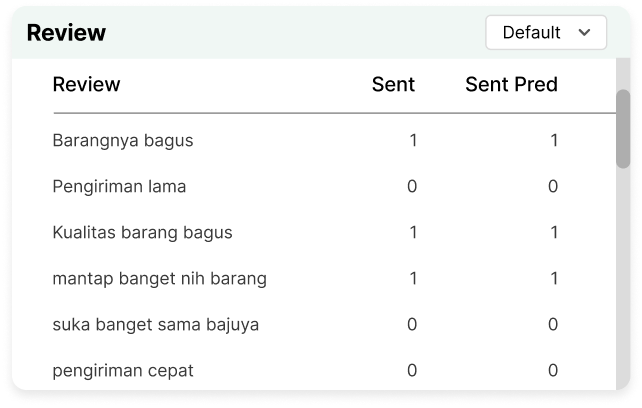 Review
Default
Review Sent Sent Pred
Barangnya bagus 1 1
Pengiriman lama 0 0
Kualitas barang bagus 1 1
mantap banget nih barang 1 1
suka banget sama bajuya 0 0
pengiriman cepat 0 0